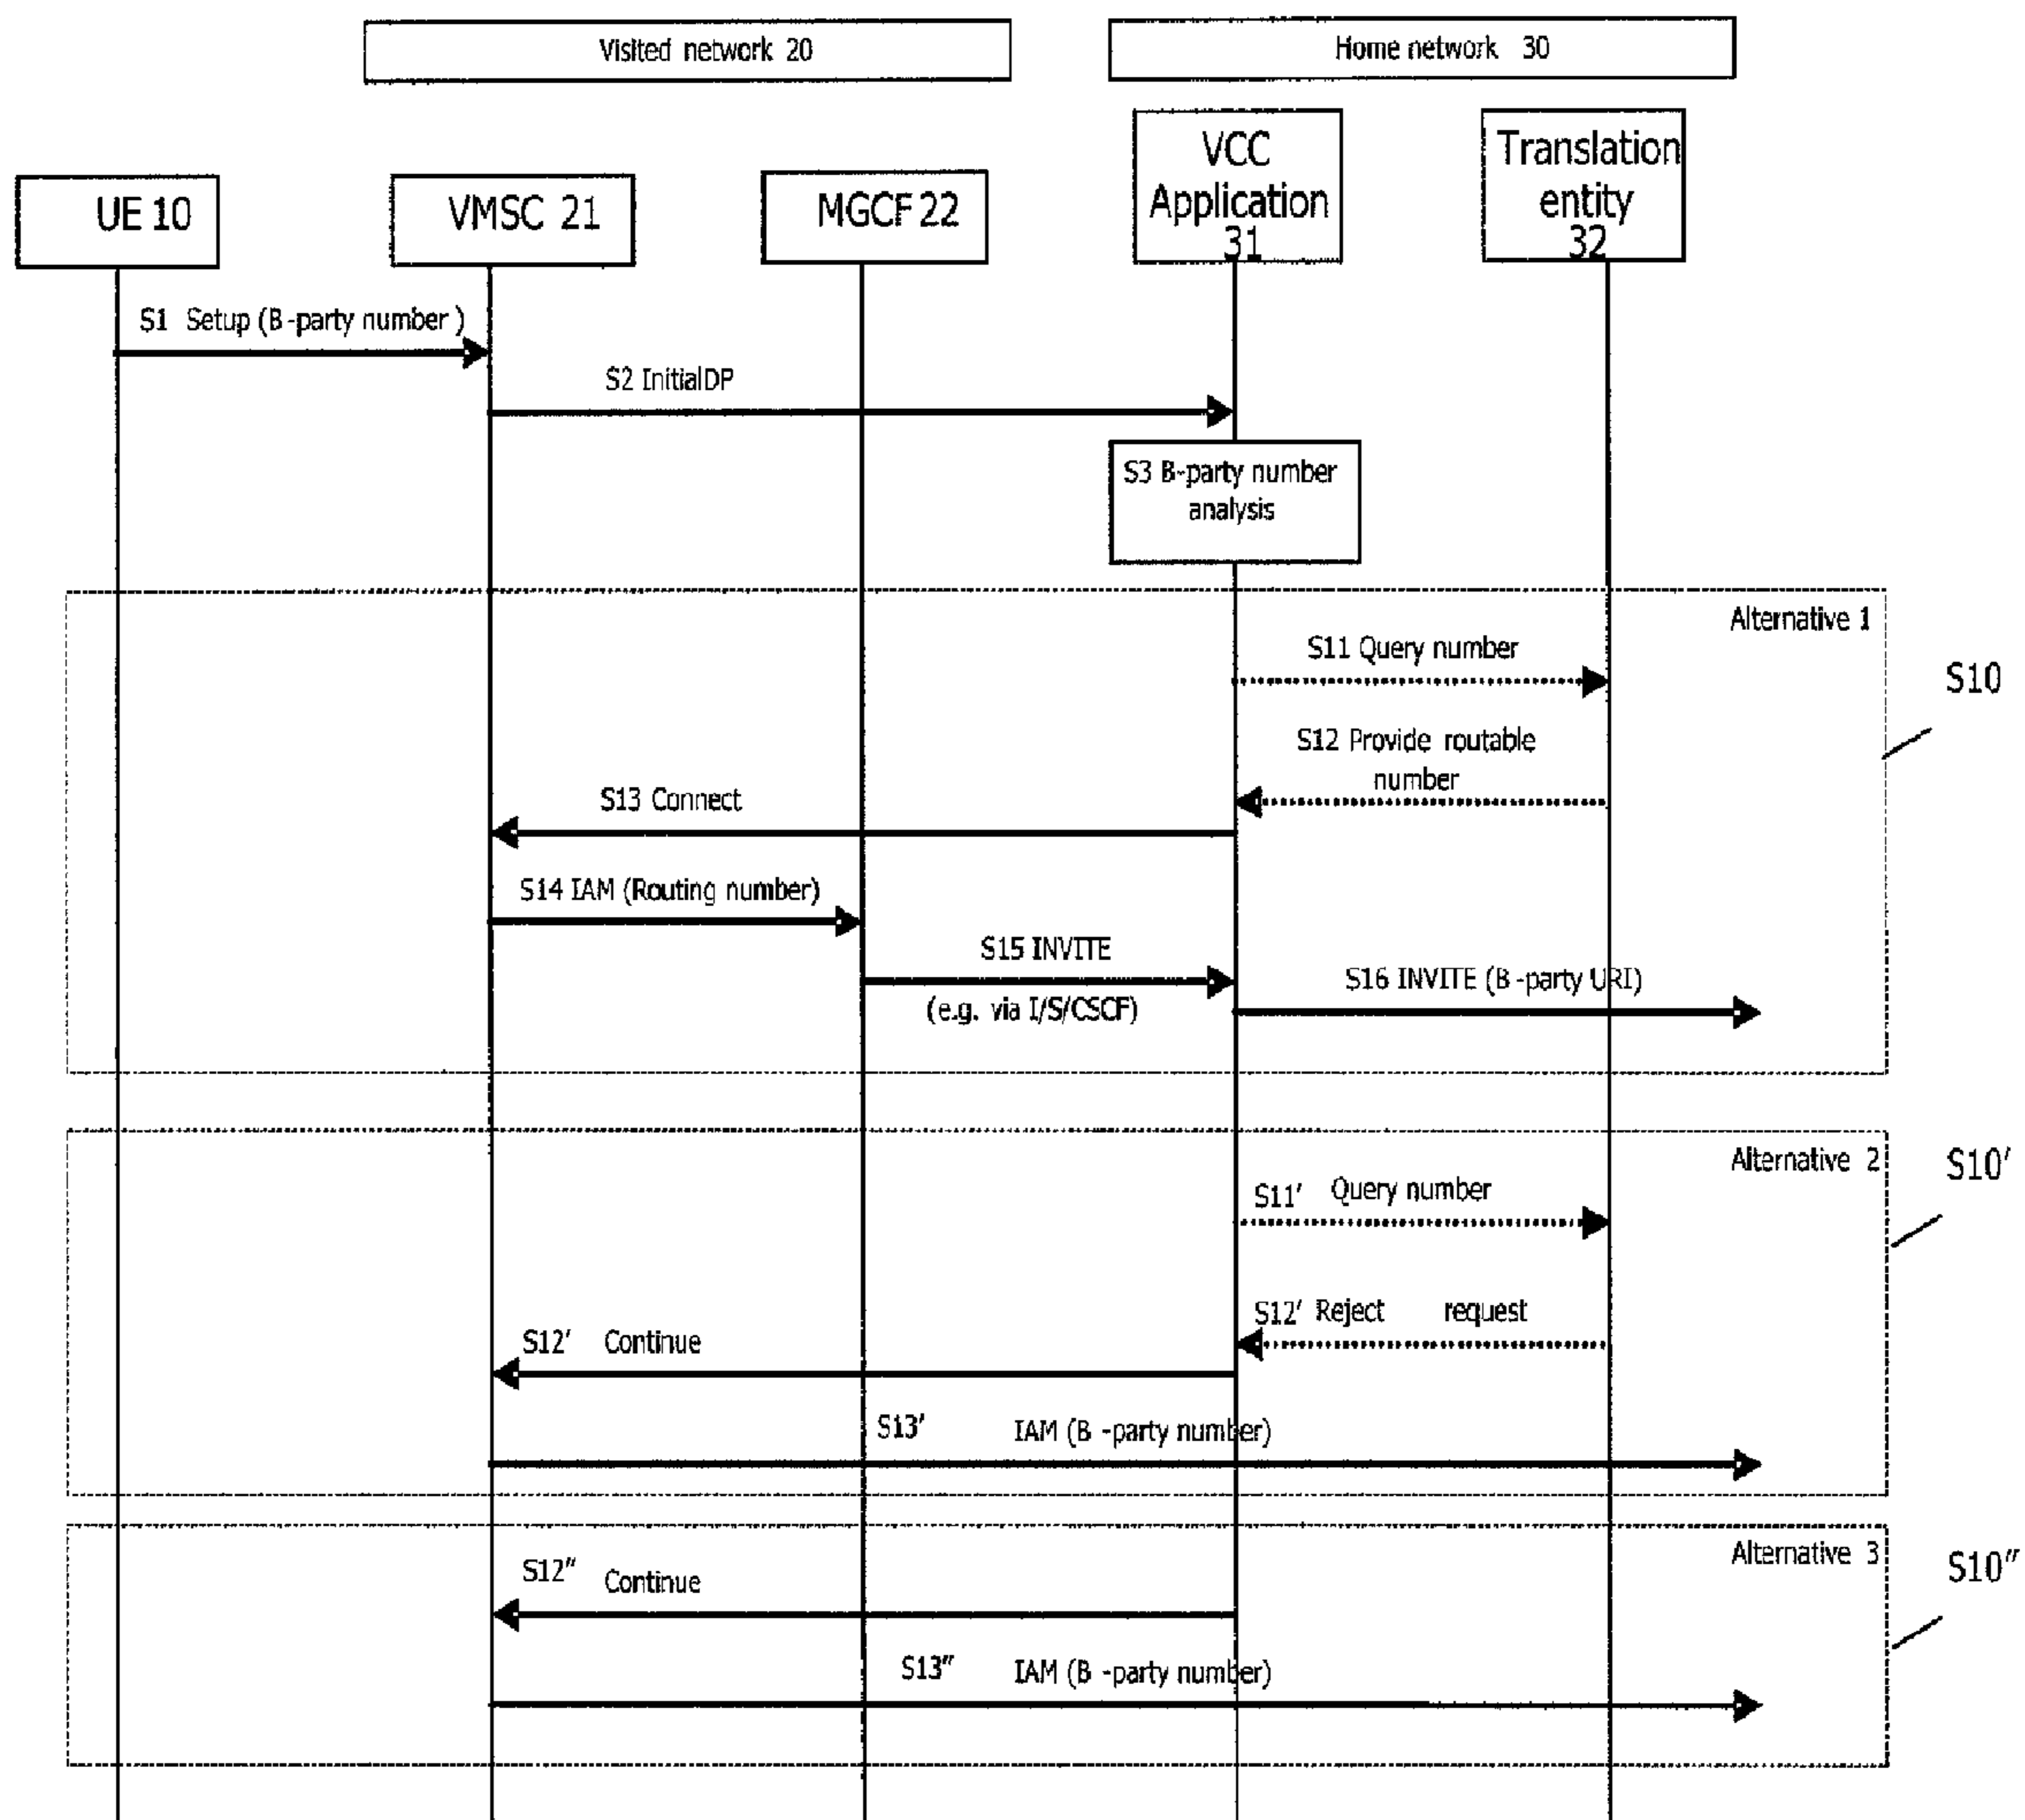 Visited network 20
Home network 30
UE 10
VMSC 21
MGCF 22
VCC
Application
31
Translation
entity
32
S1 Setup (B-party number )
S2 InitialDP
S3 B-party number
analysis
Alternative 1
S10
S11 Query number
S12 Provide routable
number
S13 Connect
S14 IAM (Routing number)
S15 INVITE
(e.g. via I/S/CSCF)
S16 INVITE (B -party URI)
Alternative 2
S10'
S11' Query number
S12' Reject request
S12' Continue
S13' IAM (B -party number)
Alternative 3
S10"
S12" Continue
S13" IAM (B -party number)